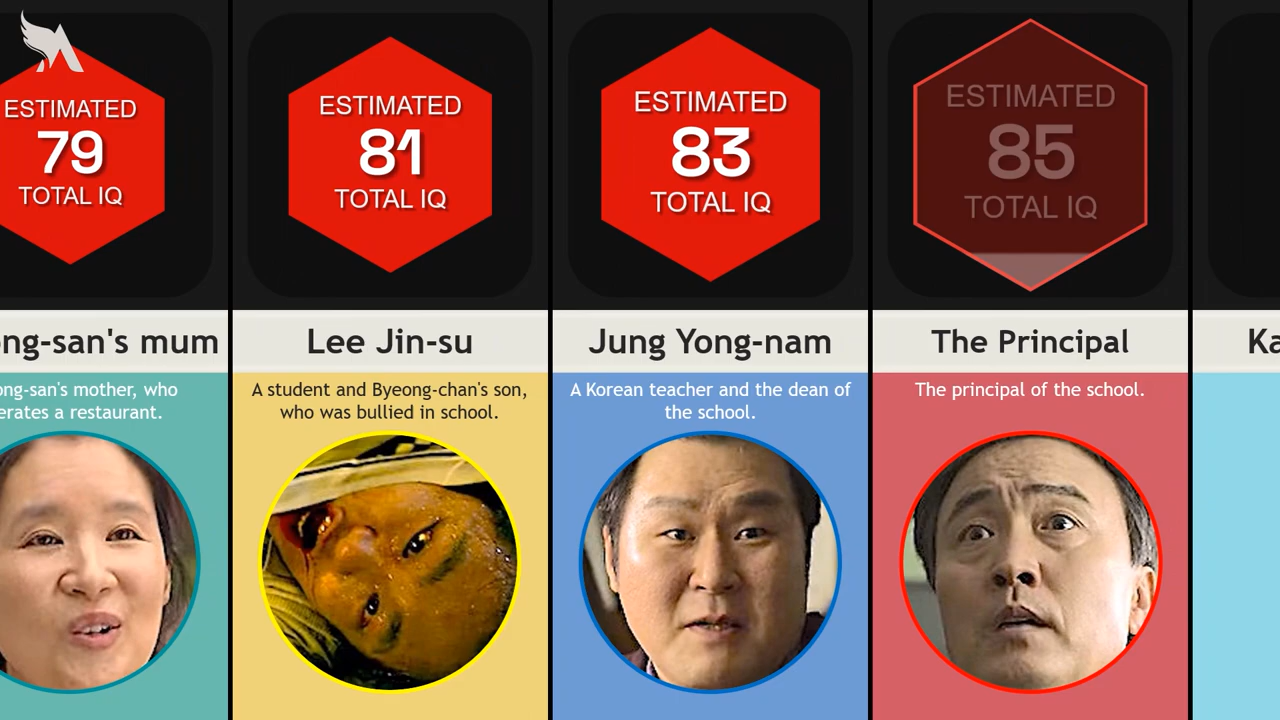 ESTIMATED
79
TOTAL IQ
ng-san's mum
ong-san's mother, who
erates a restaurant.
ESTIMATED
81
TOTAL IQ
Lee Jin-su
A student and Byeong-chan's son,
who was bullied in school.
ESTIMATED
83
TOTAL IQ
Jung Yong-nam
A Korean teacher and the dean of
the school.
ESTIMATED
85
TOTAL IQ
The Principal
The principal of the school.
Ka